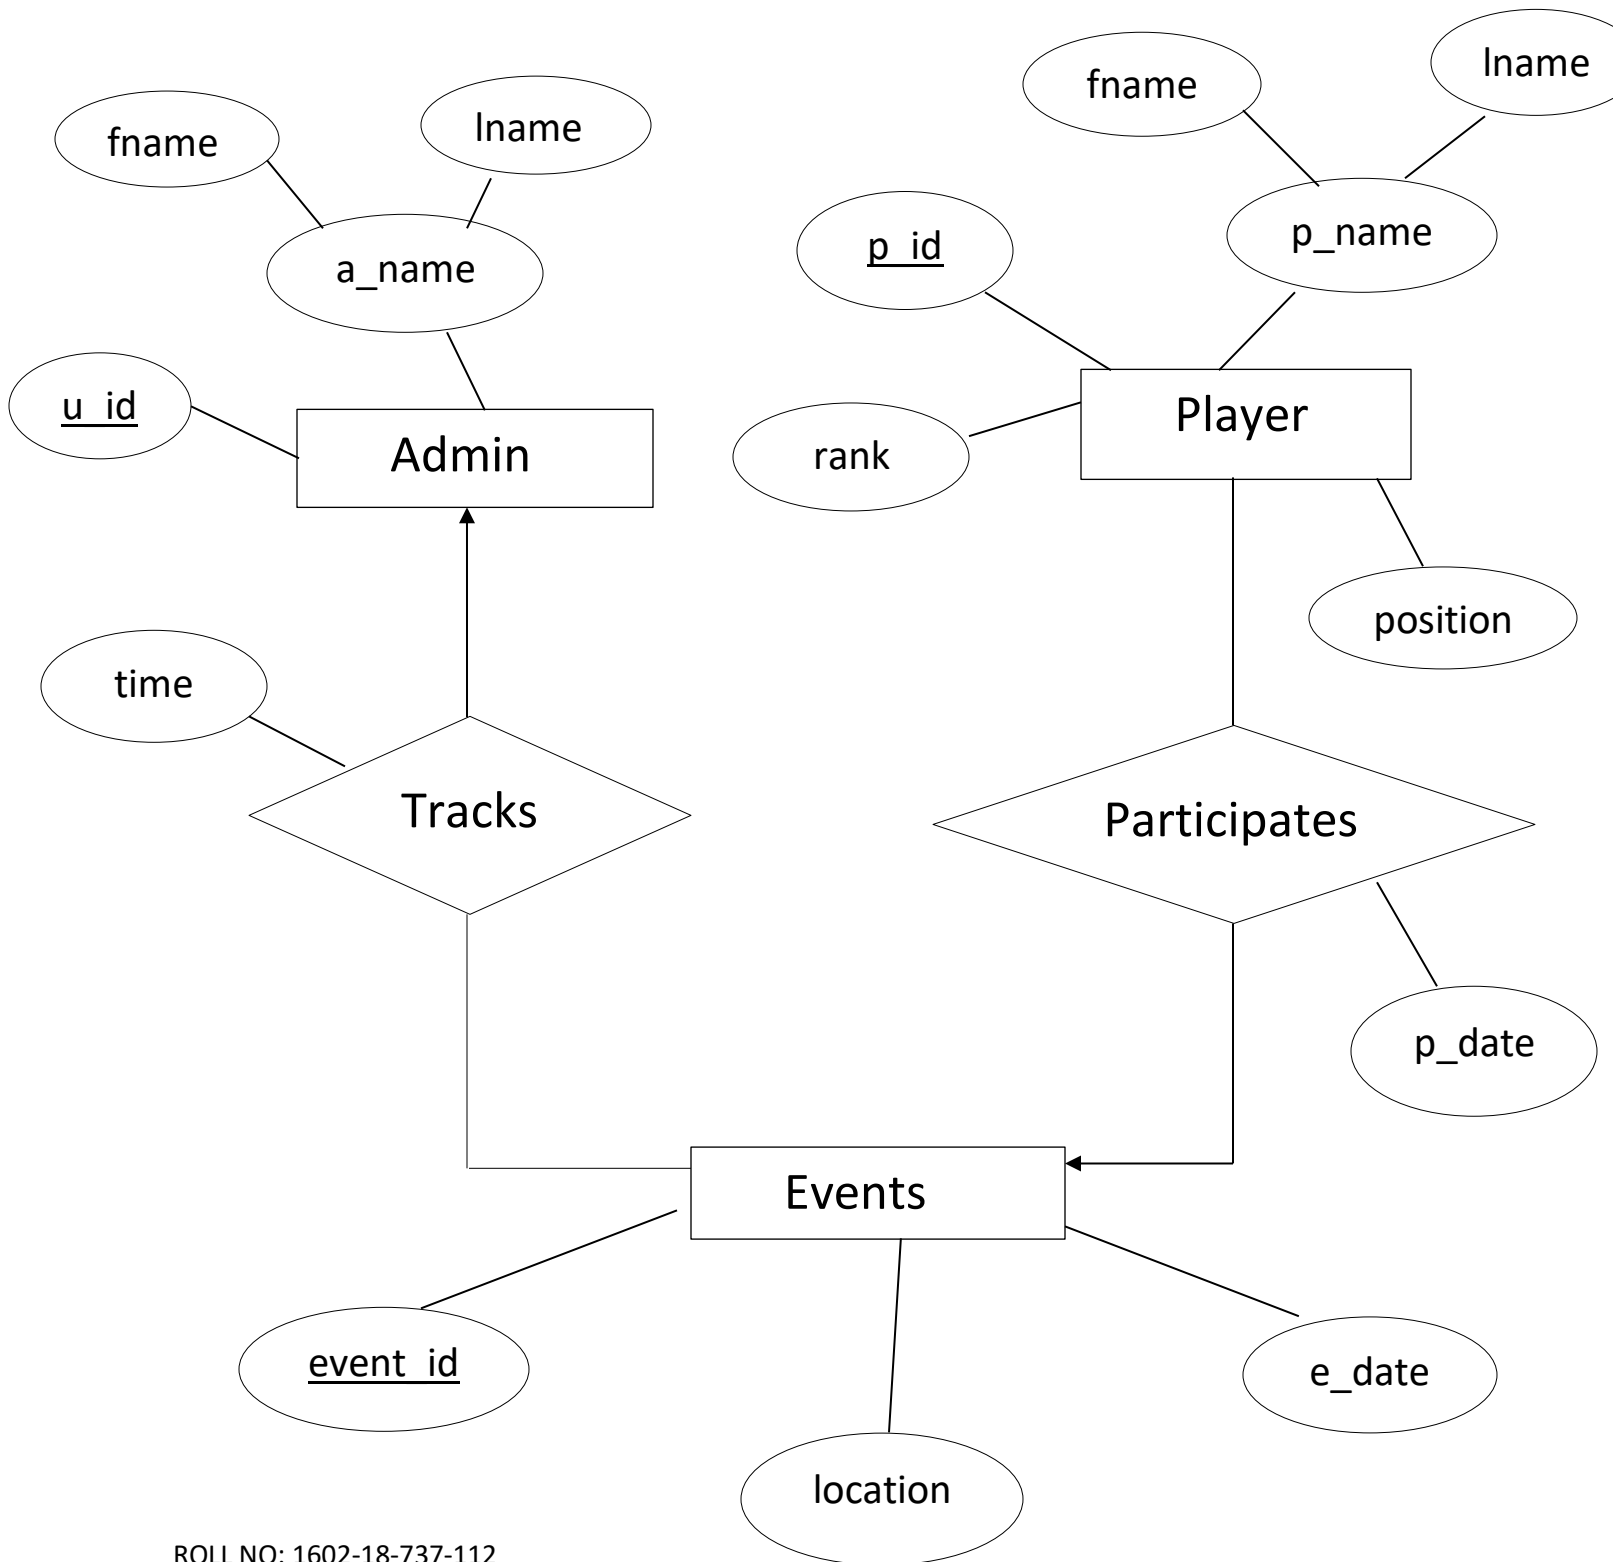 fname
lname
fname
lname
a_name
p_id
p_name
u_id
Admin
rank
Player
position
time
Tracks
Participates
p_date
Events
event_id
location
e_date
ROLL NO: 1602-18-737-112